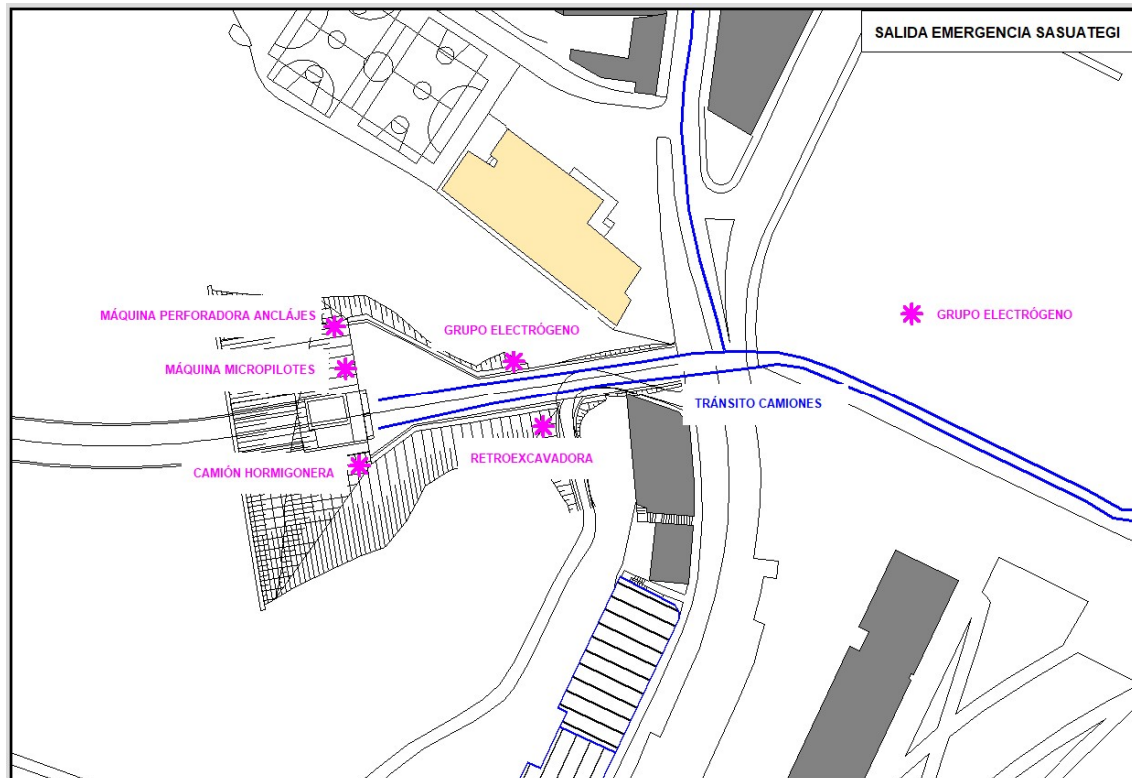 SALIDA EMERGENCIA SASUATEGI
MÁQUINA PERFORADORA ANCLÁJES
GRUPO ELECTRÓGENO
GRUPO ELECTRÓGENO
MÁQUINA MICROPILOTES
TRÁNSITO CAMIONES
RETROEXCAVADORA
CAMIÓN HORMIGONERA